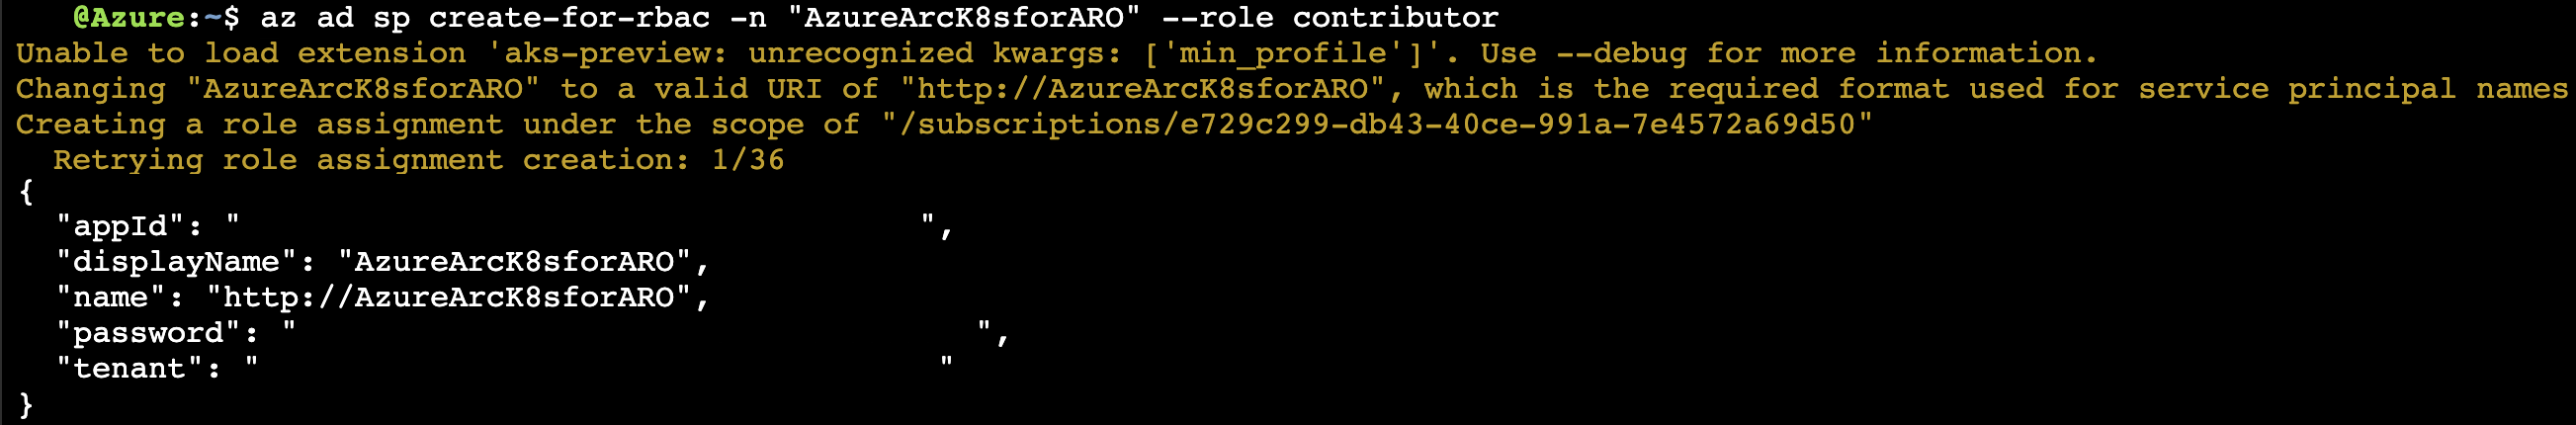 @Azure:~$ az ad sp create-for-rbac -n "AzureArcK8sforARO" --role contributor
Unable to load extension 'aks-preview: unrecognized kwargs: ['min_profile']'. Use --debug for more information.
Changing "AzureArcK8sforARO" to a valid URI of "http://AzureArcK8sforARO", which is the required format used for service principal names
Creating a role assignment under the scope of "/subscriptions/e729c299-db43-40ce-991a-7e4572a69d50"
  Retrying role assignment creation: 1/36
{
  "appId": "                                    ",
  "displayName": "AzureArcK8sforARO",
  "name": "http://AzureArcK8sforARO",
  "password": "                                    ",
  "tenant": "                                    "
}